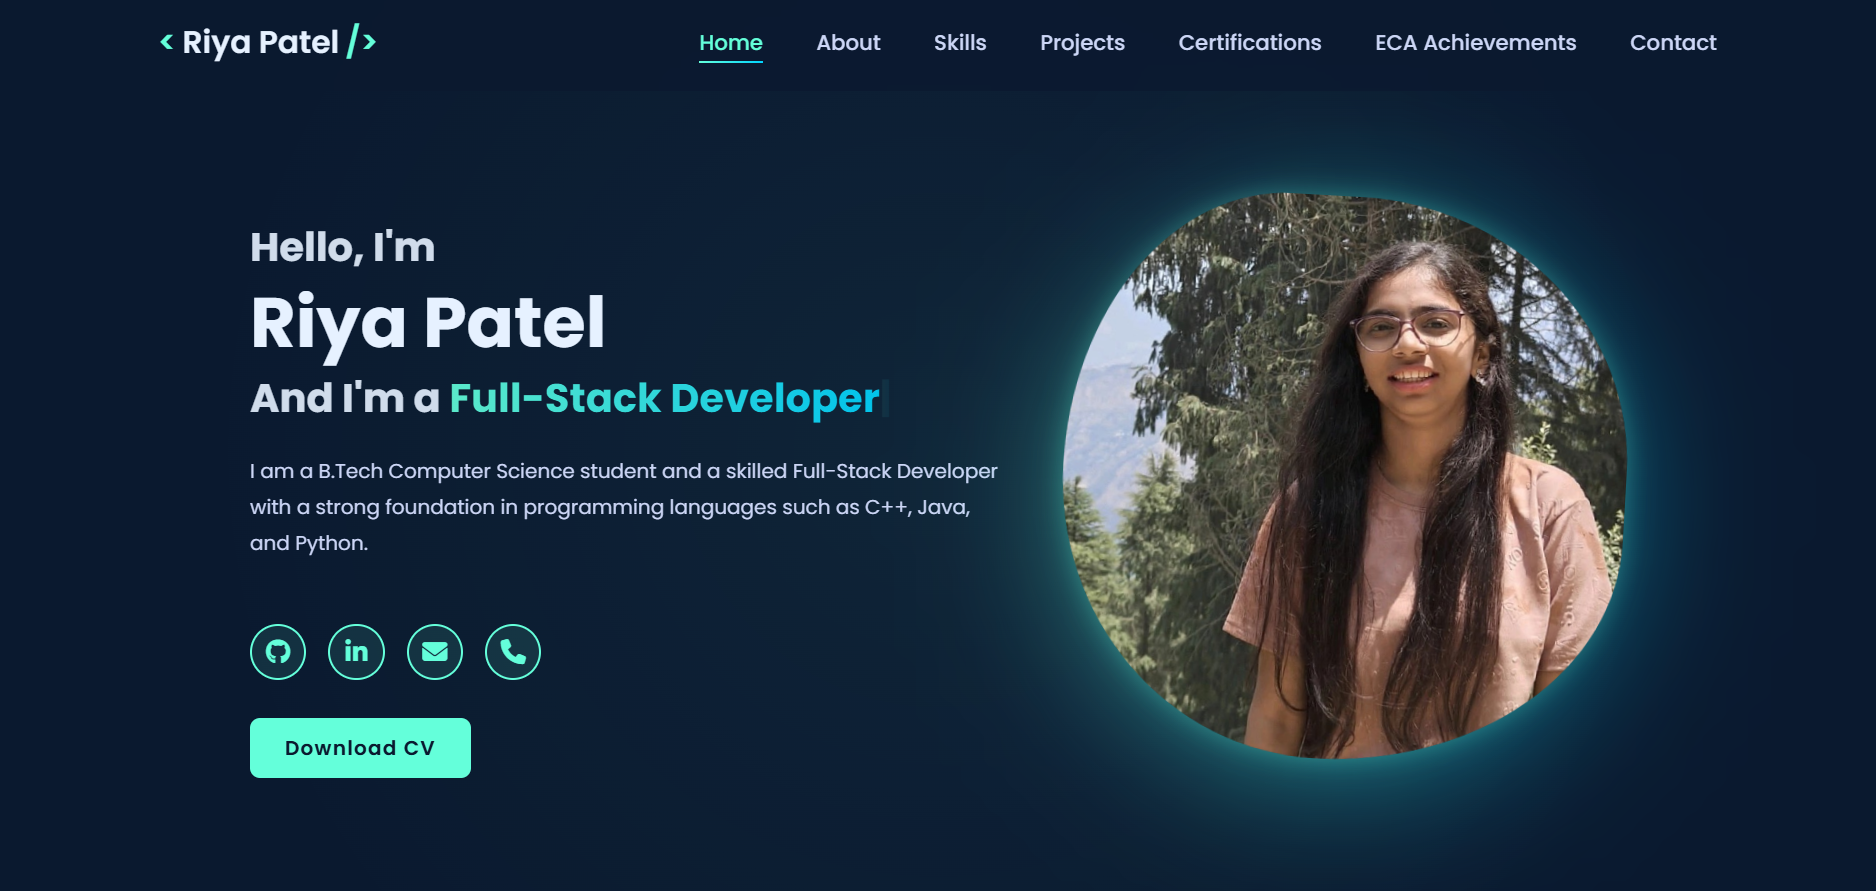 < Riya Patel />
Home About Skills Projects Certifications ECA Achievements Contact
Hello, I'm
Riya Patel
And I'm a Full-Stack Developer
I am a B.Tech Computer Science student and a skilled Full-Stack Developer
with a strong foundation in programming languages such as C++, Java,
and Python.
in
Download CV